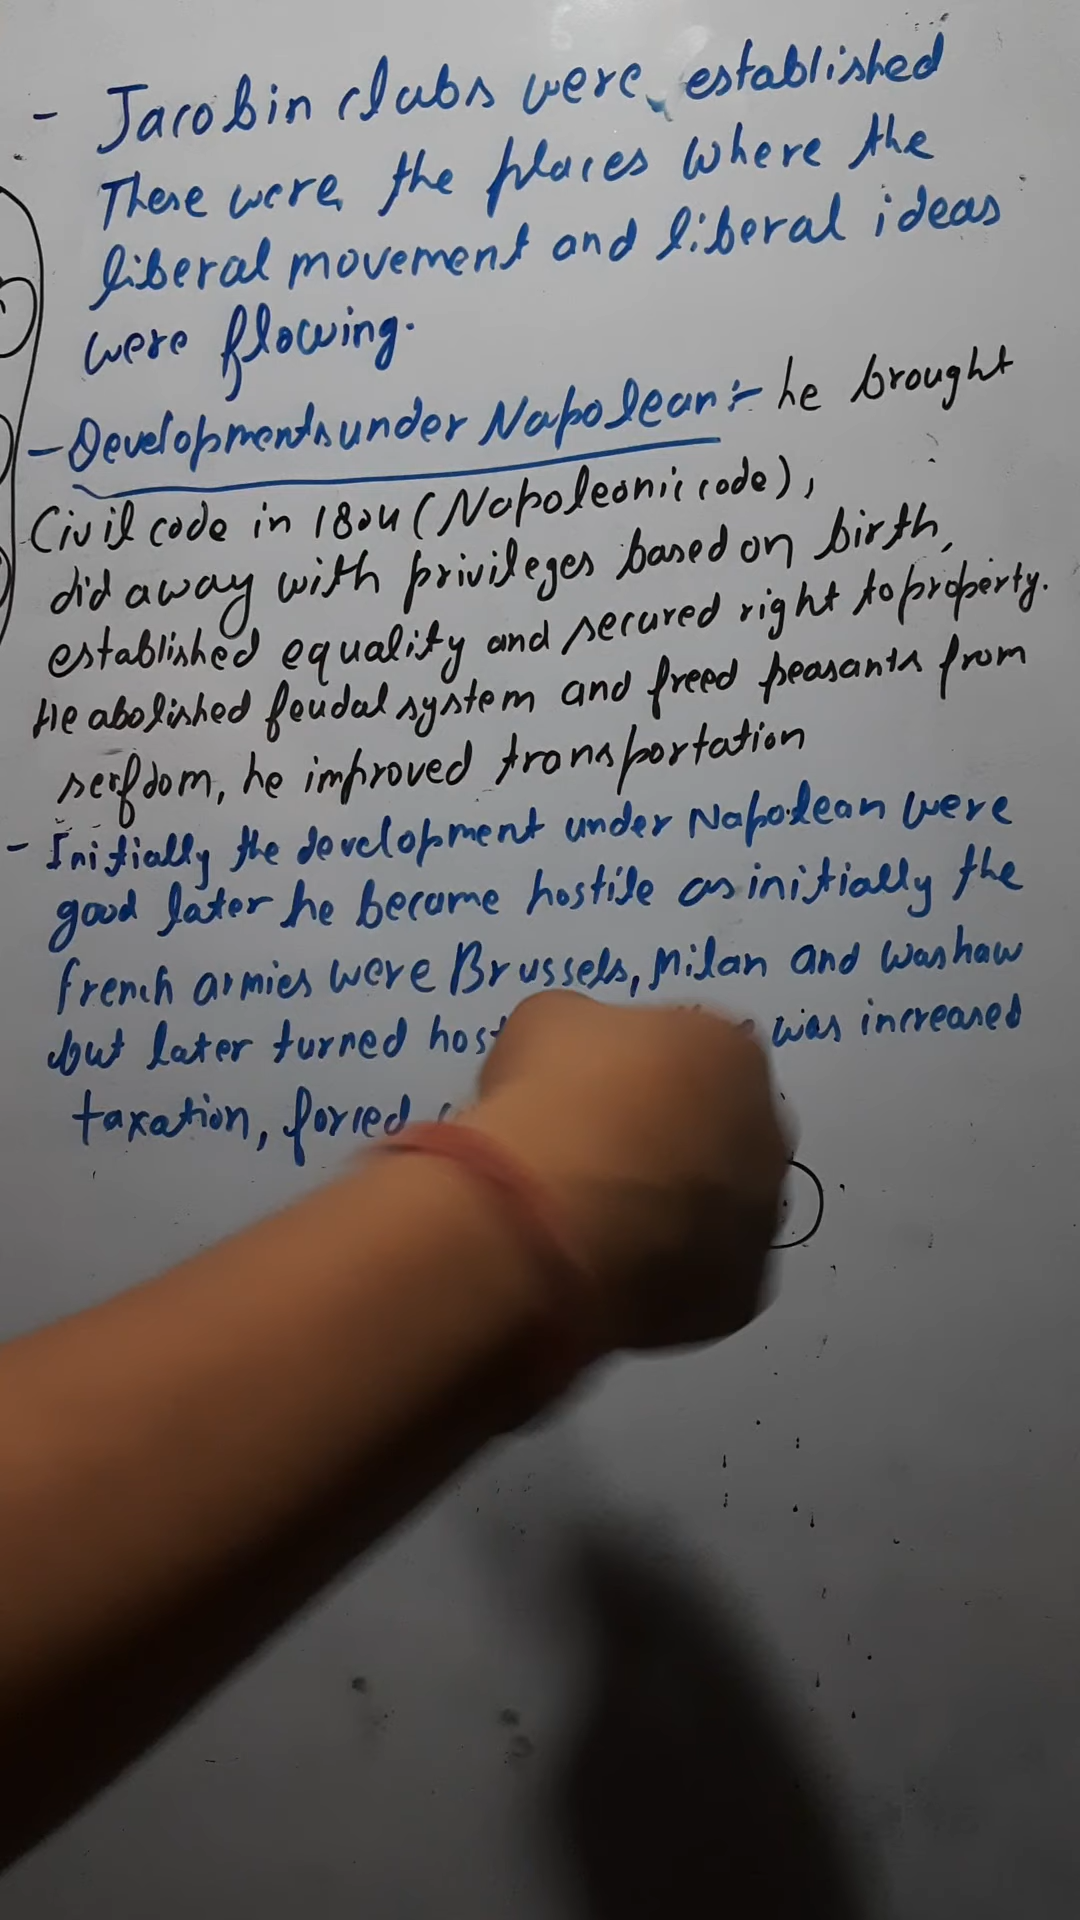 - Jacobin clubs were established
These were the places where the
liberal movement and liberal ideas
were flowing.
- Developments under Napolean:- he brought
Civil code in 1804 (Napoleonic code),
did away with privileges based on birth,
established equality and secured right to property.
He abolished feudal system and freed peasants from
serfdom, he improved transportation
- Initially the development under Napolean were
good later he became hostile as initially the
french armies were Brussels, Milan and Washaw
but later turned was increased
taxation, forced